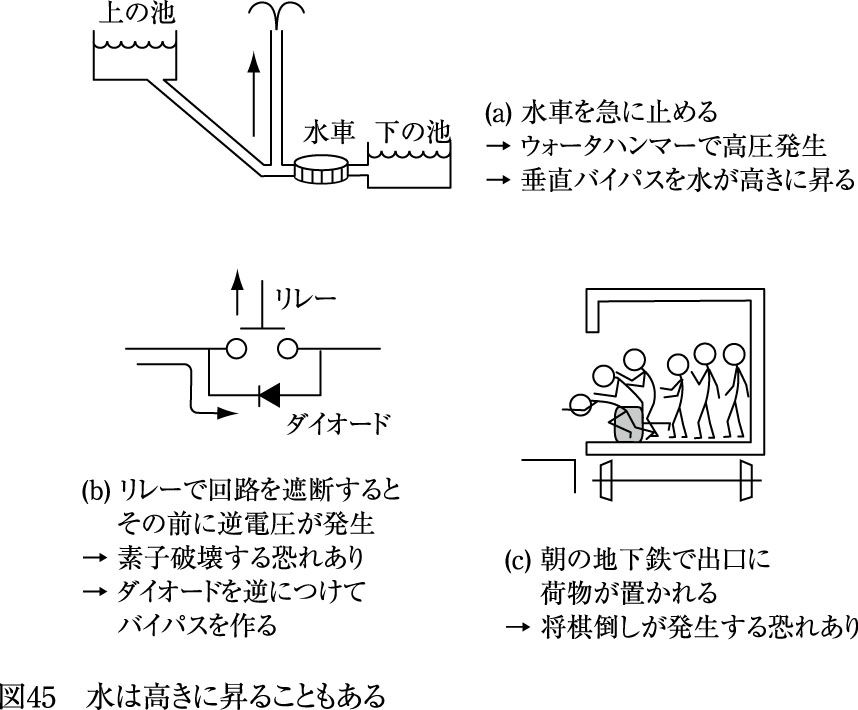 上の池
水車
下の池
(a) 水車を急に止める
→ ウォータハンマーで高圧発生
→ 垂直バイパスを水が高きに昇る
リレー
ダイオード
(b) リレーで回路を遮断すると
その前に逆電圧が発生
→ 素子破壊する恐れあり
→ ダイオードを逆につけて
バイパスを作る
(c) 朝の地下鉄で出口に
荷物が置かれる
→ 将棋倒しが発生する恐れあり
図45 水は高きに昇ることもある